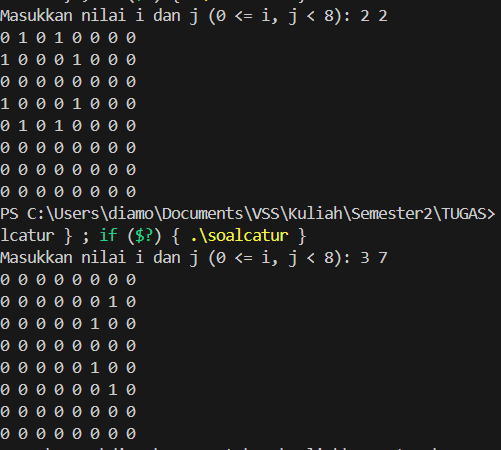 Masukkan nilai i dan j (0 <= i, j < 8): 2 2
0 1 0 1 0 0 0 0
1 0 0 0 1 0 0 0
0 0 0 0 0 0 0 0
1 0 0 0 1 0 0 0
0 1 0 1 0 0 0 0
0 0 0 0 0 0 0 0
0 0 0 0 0 0 0 0
0 0 0 0 0 0 0 0
PS C:\Users\diamo\Documents\VSS\Kuliah\Semester2\TUGAS>
lcatur } ; if ($?) { .\soalcatur }
Masukkan nilai i dan j (0 <= i, j < 8): 3 7
0 0 0 0 0 0 0 0
0 0 0 0 0 0 1 0
0 0 0 0 0 1 0 0
0 0 0 0 0 0 0 0
0 0 0 0 0 1 0 0
0 0 0 0 0 0 1 0
0 0 0 0 0 0 0 0
0 0 0 0 0 0 0 0